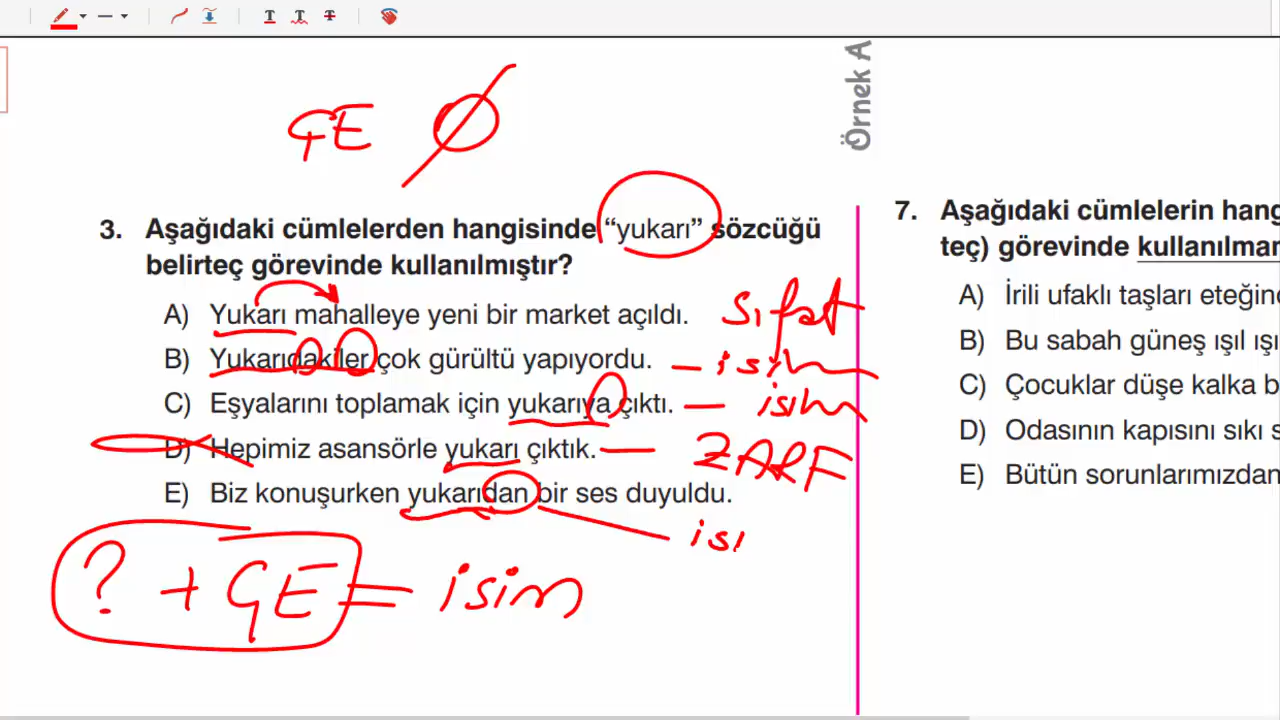 Örnek A
ÇE
3. Aşağıdaki cümlelerden hangisinde “yukarı” sözcüğü
belirteç görevinde kullanılmıştır?
A) Yukarı mahalleye yeni bir market açıldı. sıfat
B) Yukarıdakiler çok gürültü yapıyordu. — isim
C) Eşyalarını toplamak için yukarıya çıktı. — isim
D) Hepimiz asansörle yukarı çıktık. — ZARF
E) Biz konuşurken yukarıdan bir ses duyuldu.
isi
? + ÇE = isim
7. Aşağıdaki cümlelerin hang
teç) görevinde kullanılma
A) İrili ufaklı taşları eteğin
B) Bu sabah güneş ışıl ışı
C) Çocuklar düşe kalka b
D) Odasının kapısını sıkı s
E) Bütün sorunlarımızda